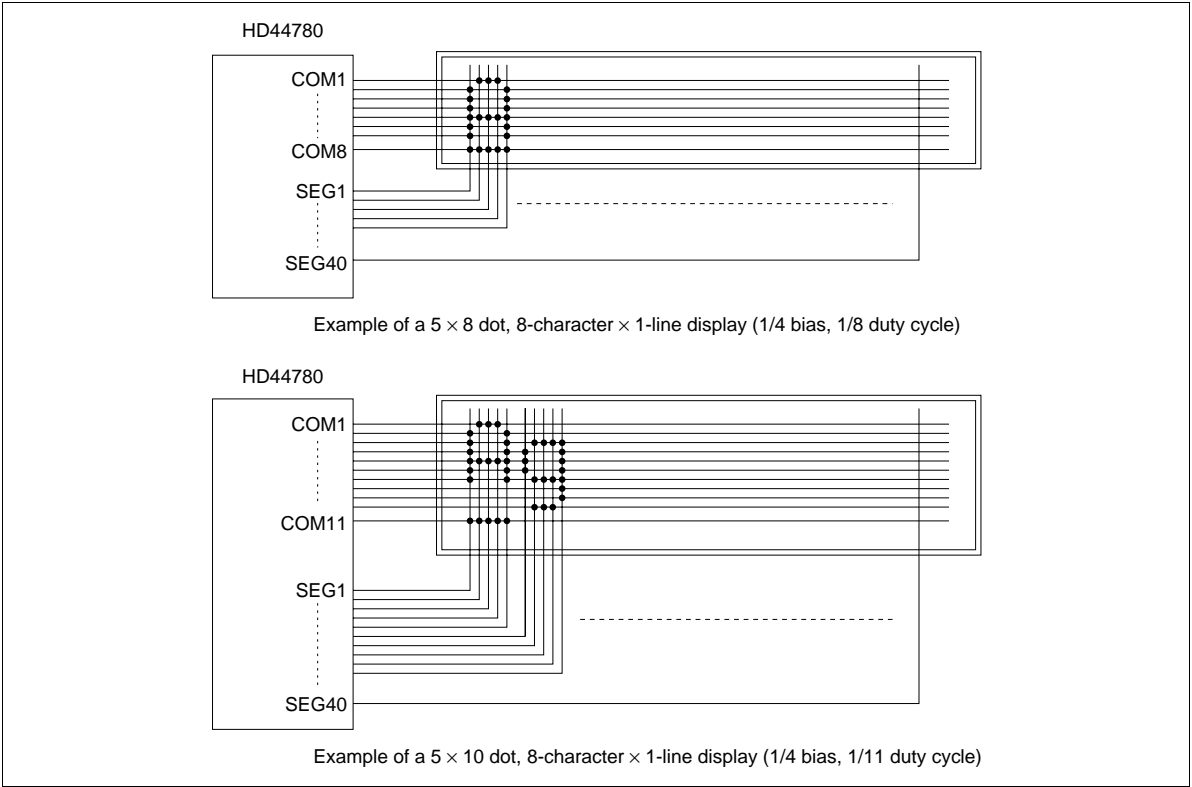 HD44780
COM1
COM8
SEG1
SEG40
Example of a 5 × 8 dot, 8-character × 1-line display (1/4 bias, 1/8 duty cycle)
HD44780
COM1
COM11
SEG1
SEG40
Example of a 5 × 10 dot, 8-character × 1-line display (1/4 bias, 1/11 duty cycle)